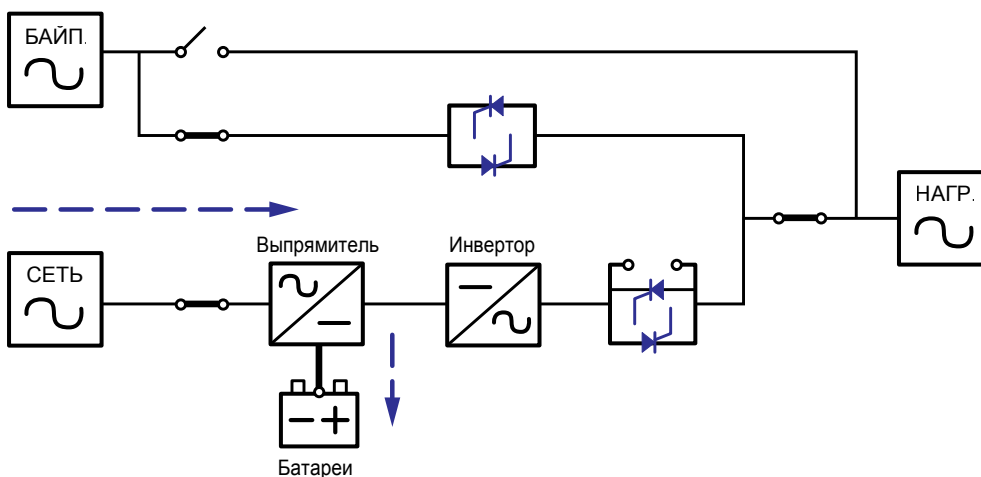 БАЙП.
НАГР.
СЕТЬ
Выпрямитель
Инвертор
Батареи